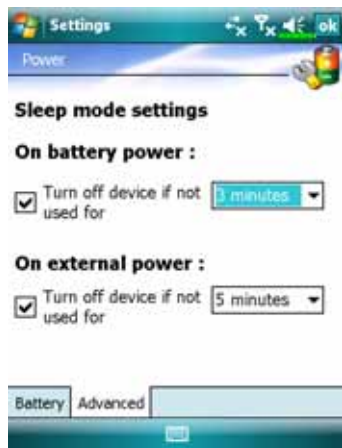 Settings
ok
Power
Sleep mode settings
On battery power :
Turn off device if not
used for
3 minutes
On external power :
Turn off device if not
used for
5 minutes
Battery Advanced